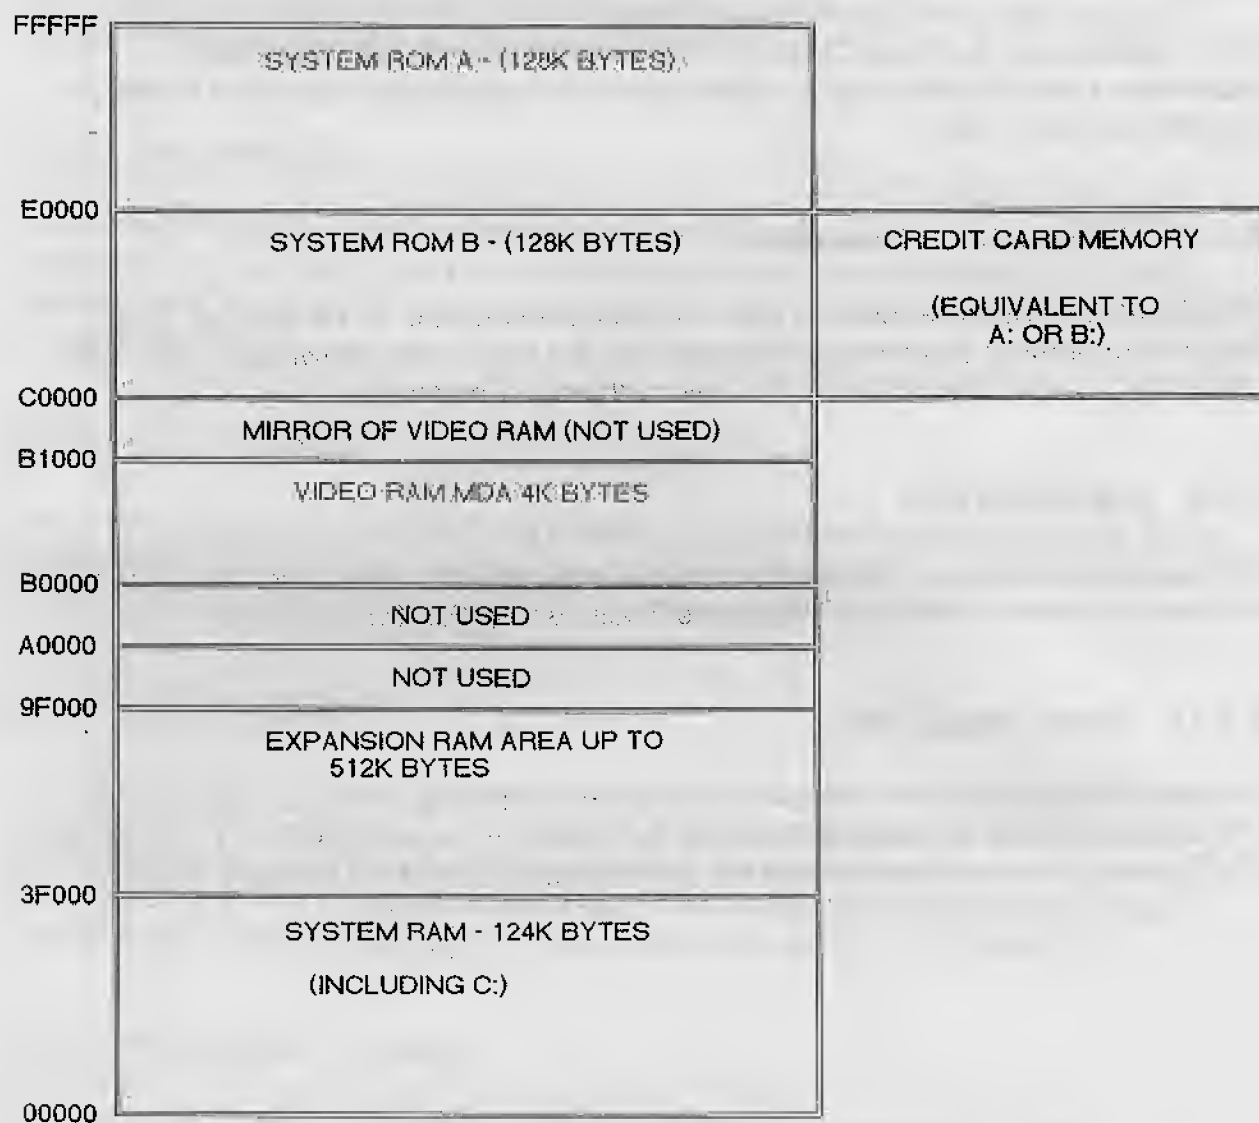 FFFFF
SYSTEM ROM A - (128K BYTES)
E0000
SYSTEM ROM B - (128K BYTES)
CREDIT CARD MEMORY
(EQUIVALENT TO
A: OR B:)
C0000
MIRROR OF VIDEO RAM (NOT USED)
B1000
VIDEO RAM MDA 4K BYTES
B0000
NOT USED
A0000
NOT USED
9F000
EXPANSION RAM AREA UP TO
512K BYTES
3F000
SYSTEM RAM - 124K BYTES
(INCLUDING C:)
00000